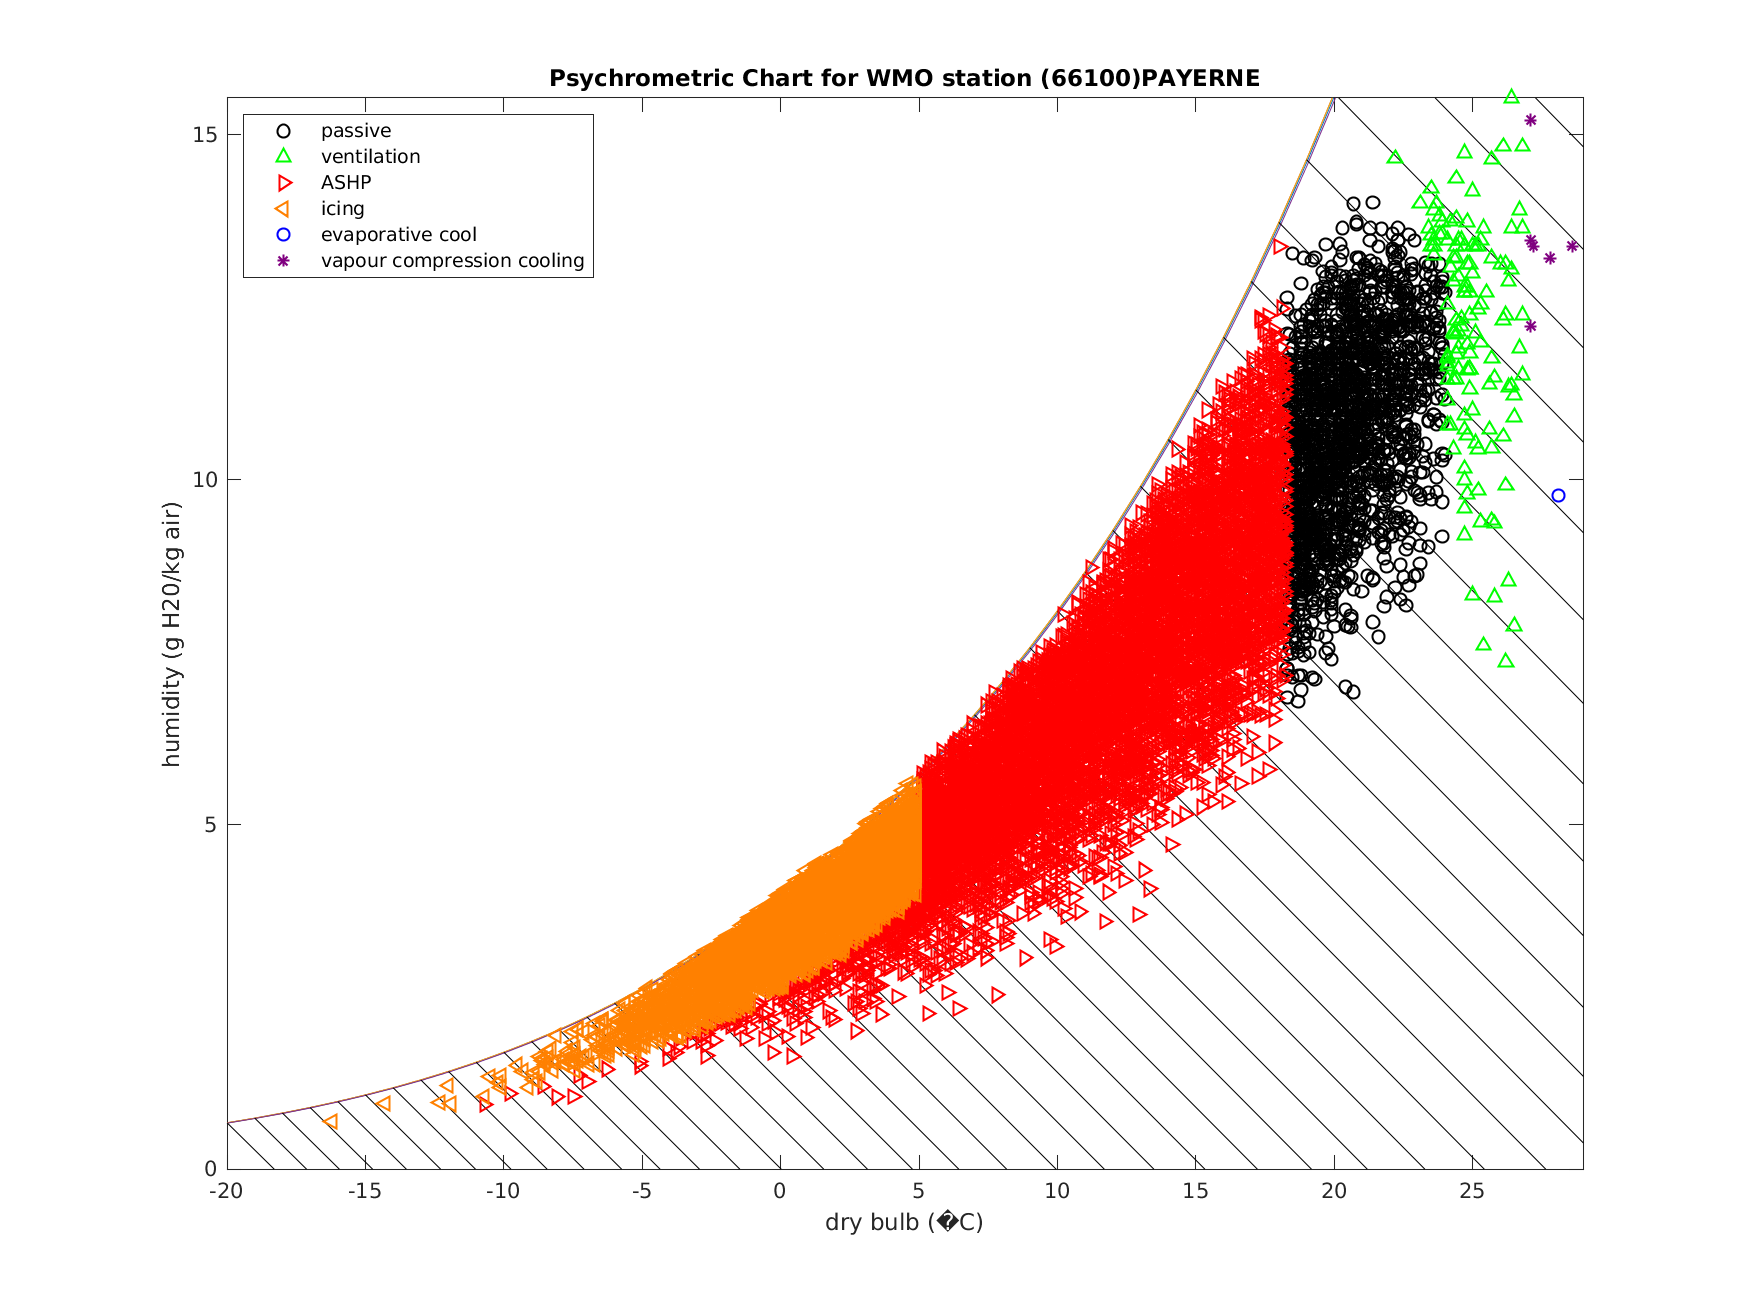 Psychrometric Chart for WMO station (66100)PAYERNE
passive
ventilation
ASHP
icing
evaporative cool
vapour compression cooling
15
10
5
0
humidity (g H20/kg air)
-20 -15 -10 -5 0 5 10 15 20 25
dry bulb (�C)